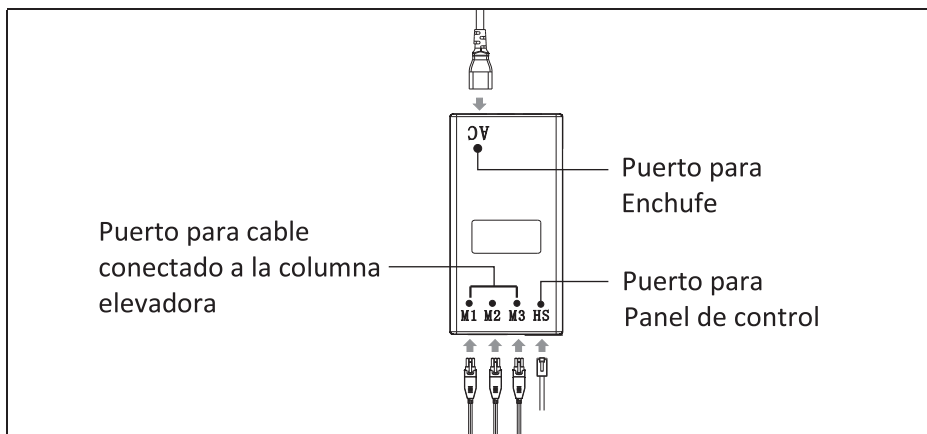 AC
Puerto para
Enchufe
Puerto para cable
conectado a la columna
elevadora
Puerto para
Panel de control
M1 M2 M3 HS